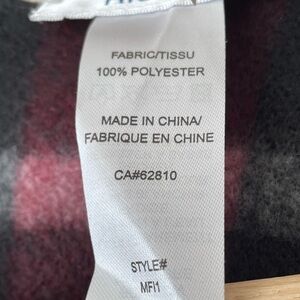 FABRIC/TISSU
100% POLYESTER
MADE IN CHINA/
FABRIQUE EN CHINE
CA#62810
STYLE#
MFI1